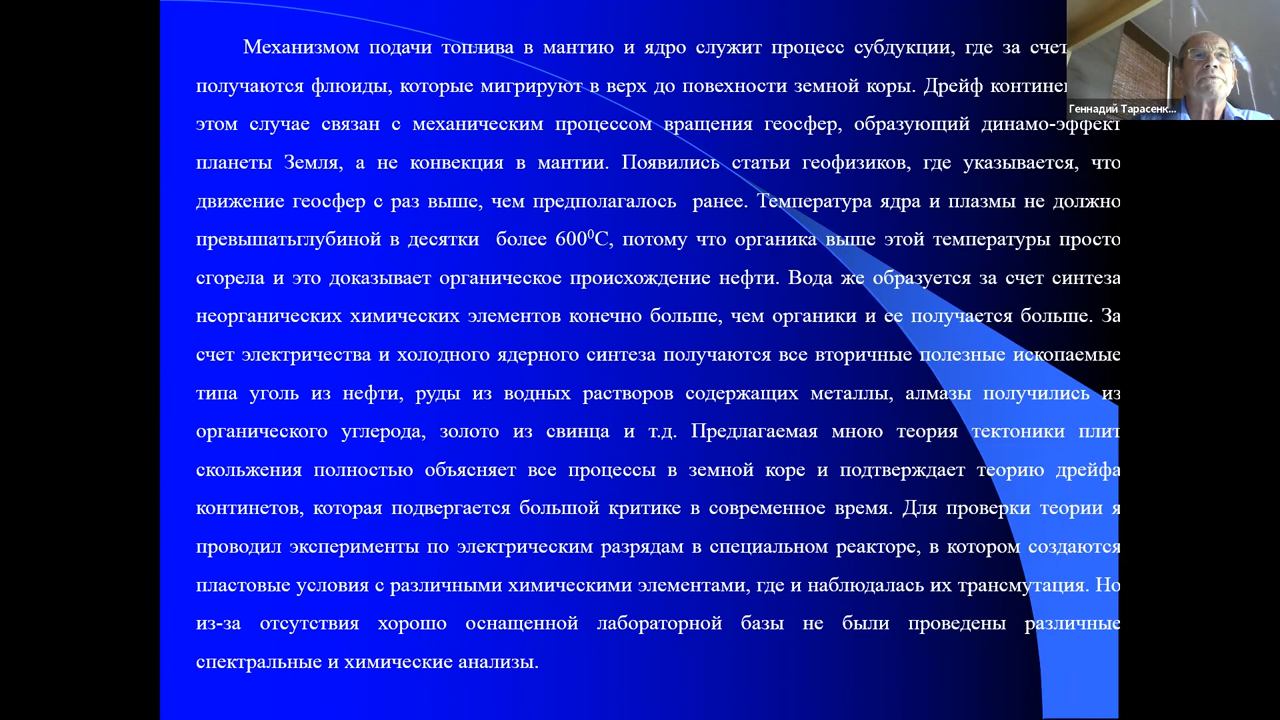 Механизмом подачи топлива в мантию и ядро служит процесс субдукции, где за счет
получаются флюиды, которые мигрируют в верх до повехности земной коры. Дрейф
этом случае связан с механическим процессом вращения геосфер, образующий динамо-эффект
планеты Земля, а не конвекция в мантии. Появились статьи геофизиков, где указывается, что
движение геосфер с раз выше, чем предполагалось ранее. Температура ядра и плазмы не должно
превышатьглубиной в десятки более 600⁰С, потому что органика выше этой температуры просто
сгорела и это доказывает органическое происхождение нефти. Вода же образуется за счет синтеза
неорганических химических элементов конечно больше, чем органики и ее получается больше. За
счет электричества и холодного ядерного синтеза получаются все вторичные полезные ископаемые
типа уголь из нефти, руды из водных растворов содержащих металлы, алмазы получились из
органического углерода, золото из свинца и т.д. Предлагаемая мною теория тектоники плит
скольжения полностью объясняет все процессы в земной коре и подтверждает теорию дрейфа
континетов, которая подвергается большой критике в современное время. Для проверки теории я
проводил эксперименты по электрическим разрядам в специальном реакторе, в котором создаются
пластовые условия с различными химическими элементами, где и наблюдалась их трансмутация. Но
из-за отсутствия хорошо оснащенной лабораторной базы не были проведены различные
спектральные и химические анализы.
Геннадий Тарасенк...